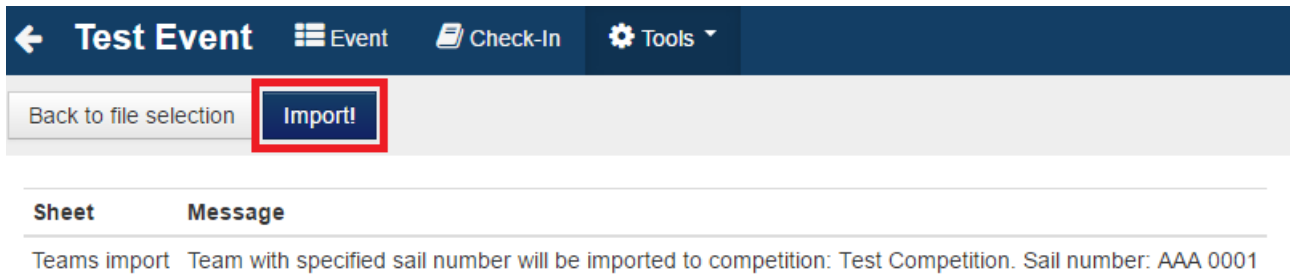 Test Event Event Check-In Tools
Back to file selection Import!
Sheet Message
Teams import Team with specified sail number will be imported to competition: Test Competition. Sail number: AAA 0001